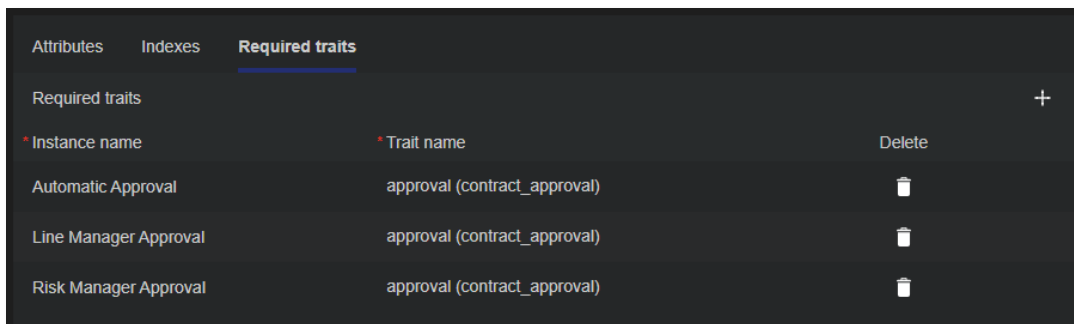 Attributes Indexes Required traits
Required traits +
* Instance name * Trait name Delete
Automatic Approval approval (contract_approval)
Line Manager Approval approval (contract_approval)
Risk Manager Approval approval (contract_approval)